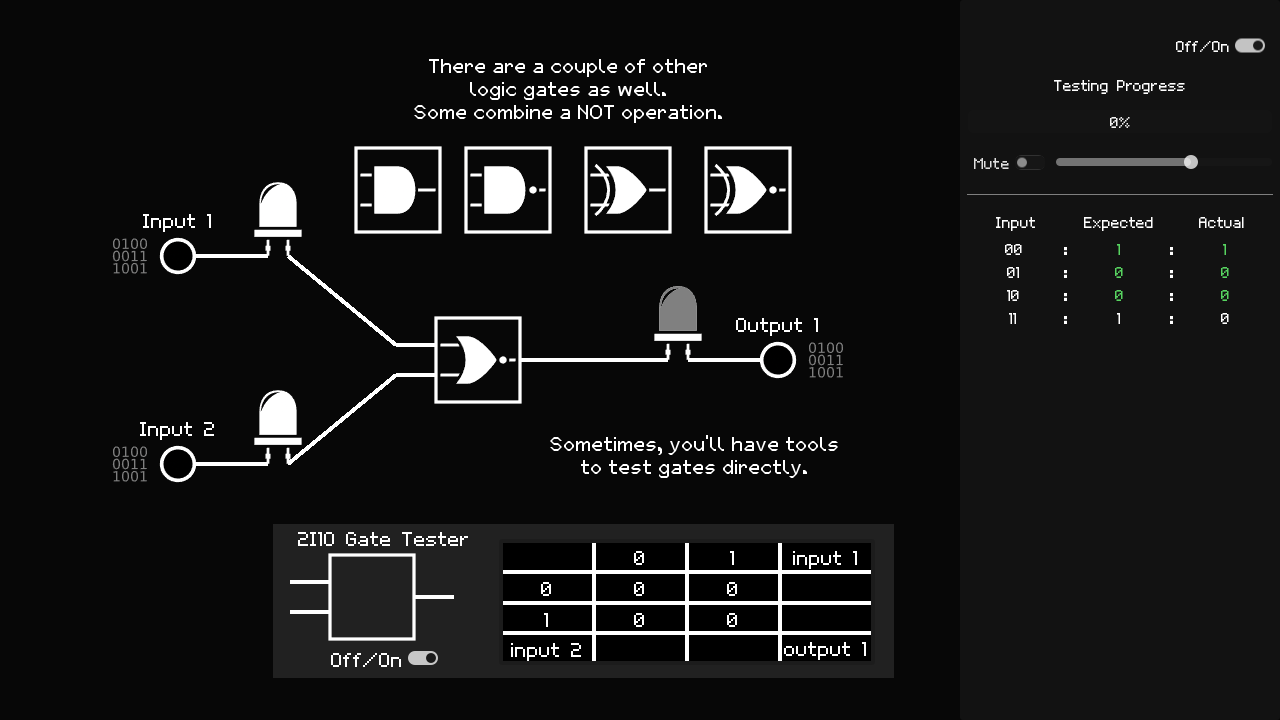 There are a couple of other
logic gates as well.
Some combine a NOT operation.
Input 1
0100
0011
1001
Output 1
0100
0011
1001
Input 2
0100
0011
1001
Sometimes, you'll have tools
to test gates directly.
2I1O Gate Tester
Off/On
0 1 input 1
0 0 0
1 0 0
input 2 output 1
Off/On
Testing Progress
0%
Mute
Input Expected Actual
00 : 1 : 1
01 : 0 : 0
10 : 0 : 0
11 : 1 : 0